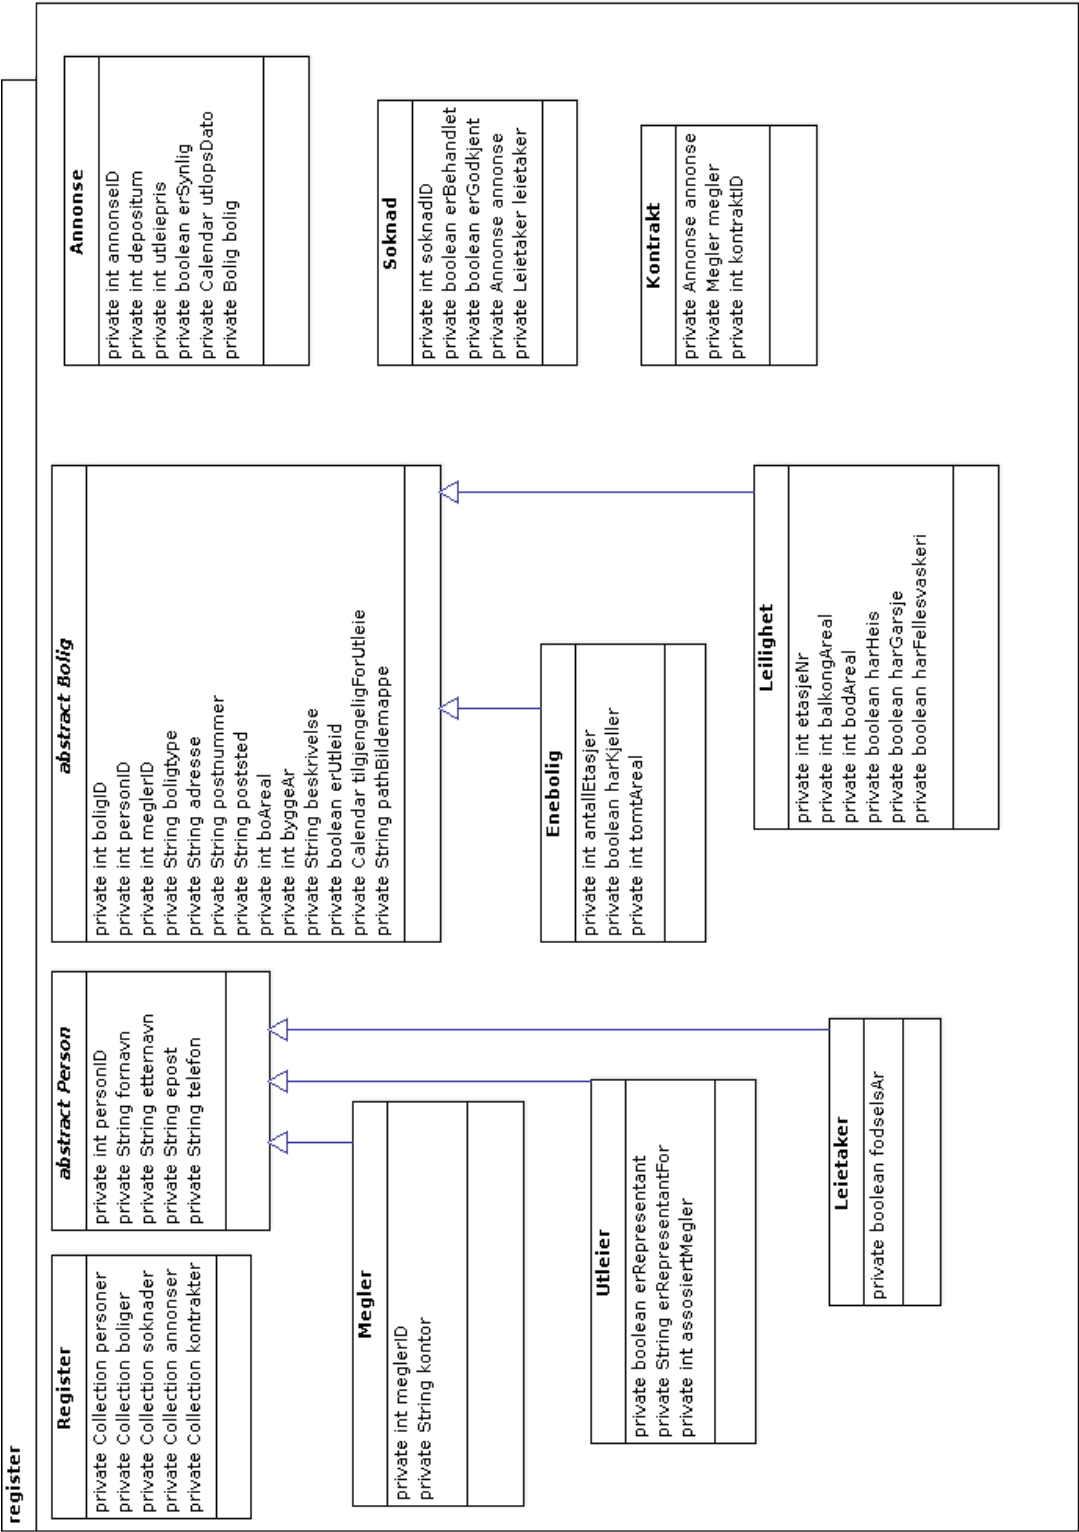 register
Register
private Collection personer
private Collection boliger
private Collection soknader
private Collection annonser
private Collection kontrakter
abstract Person
private int personID
private String fornavn
private String etternavn
private String epost
private String telefon
abstract Bolig
private int boligID
private int personID
private int meglerID
private String boligtype
private String adresse
private String postnummer
private String poststed
private int boAreal
private int byggeAr
private String beskrivelse
private boolean erUtleid
private Calendar tilgjengeligForUtleie
private String pathBildemappe
Annonse
private int annonseID
private int depositum
private int utleiepris
private boolean erSynlig
private Calendar utlopsDato
private Bolig bolig
Megler
private int meglerID
private String kontor
Soknad
private int soknadID
private boolean erBehandlet
private boolean erGodkjent
private Annonse annonse
private Leietaker leietaker
Enebolig
private int antallEtasjer
private boolean harKjeller
private int tomtAreal
Utleier
private boolean erRepresentant
private String erRepresentantFor
private int assosiertMegler
Kontrakt
private Annonse annonse
private Megler megler
private int kontraktID
Leilighet
private int etasjeNr
private int balkongAreal
private int bodAreal
private boolean harHeis
private boolean harGarsje
private boolean harFellesvaskeri
Leietaker
private boolean fodselsAr